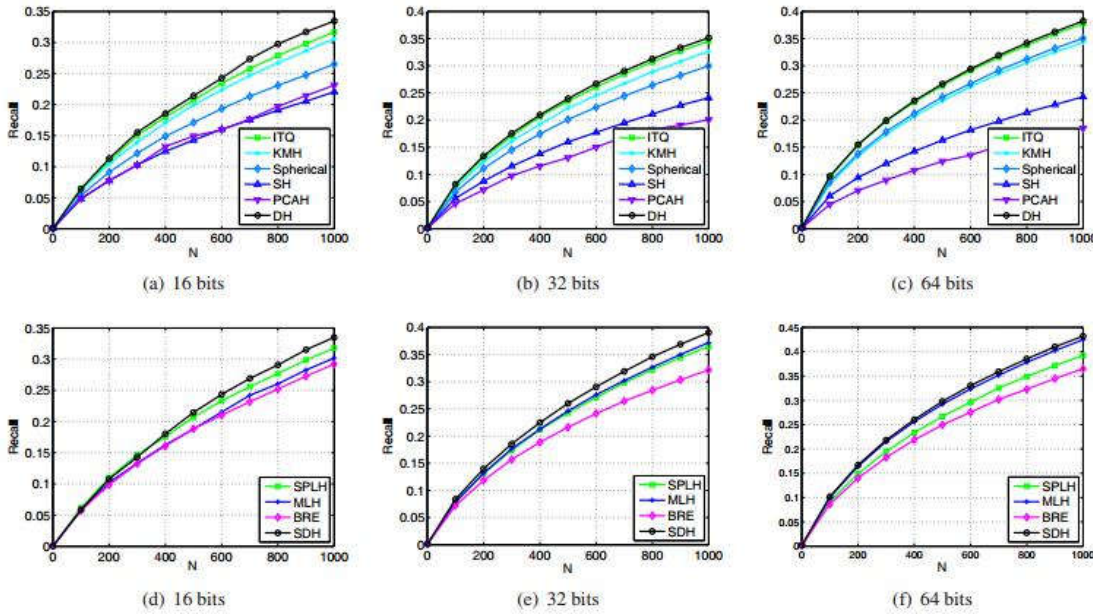 0.35
0.3
0.25
0.2
0.15
0.1
0.05
0
Recall
0 200 400 600 800 1000
N
ITQ
KMH
Spherical
SH
PCAH
DH
(a) 16 bits
0.4
0.35
0.3
0.25
0.2
0.15
0.1
0.05
0
Recall
0 200 400 600 800 1000
N
ITQ
KMH
Spherical
SH
PCAH
DH
(b) 32 bits
0.4
0.35
0.3
0.25
0.2
0.15
0.1
0.05
0
Recall
0 200 400 600 800 1000
N
ITQ
KMH
Spherical
SH
PCAH
DH
(c) 64 bits
0.35
0.3
0.25
0.2
0.15
0.1
0.05
0
Recall
0 200 400 600 800 1000
N
SPLH
MLH
BRE
SDH
(d) 16 bits
0.4
0.35
0.3
0.25
0.2
0.15
0.1
0.05
0
Recall
0 200 400 600 800 1000
N
SPLH
MLH
BRE
SDH
(e) 32 bits
0.45
0.4
0.35
0.3
0.25
0.2
0.15
0.1
0.05
0
Recall
0 200 400 600 800 1000
N
SPLH
MLH
BRE
SDH
(f) 64 bits